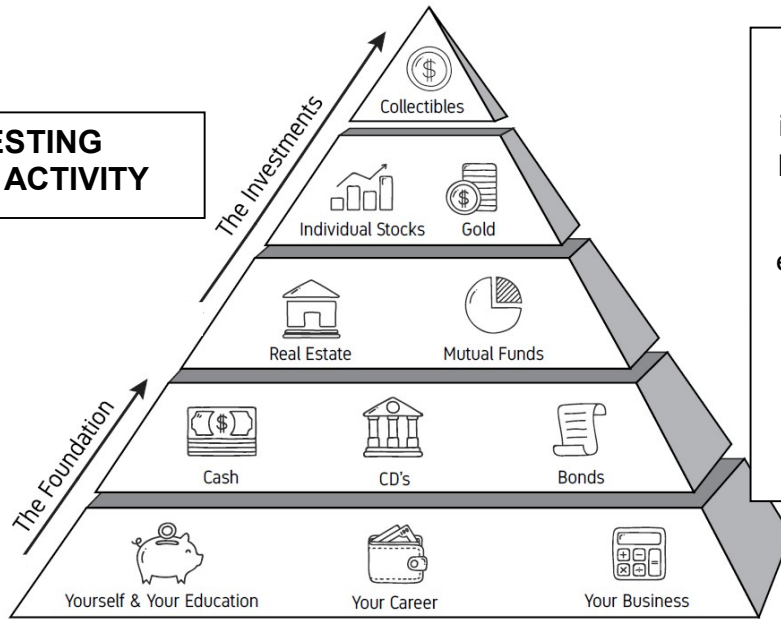 ESTING
ACTIVITY
The Investments
The Foundation
$
Collectibles
$
Individual Stocks Gold
Real Estate Mutual Funds
$
Cash CD's Bonds
Yourself & Your Education Your Career Your Business